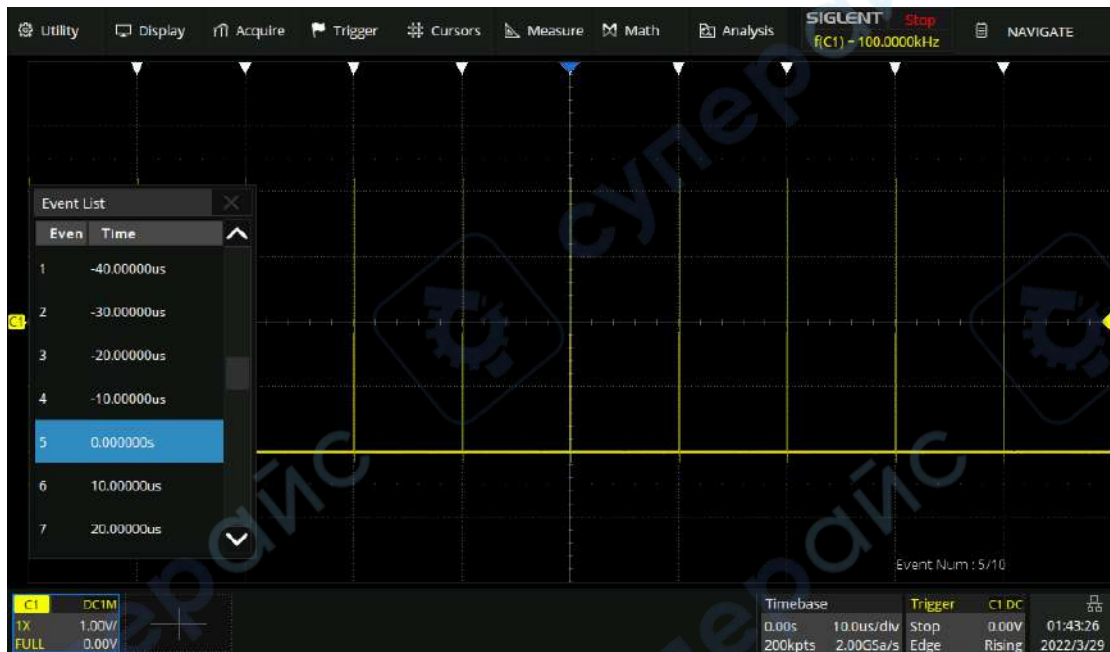 Utility Display Acquire Trigger Cursors Measure Math Analysis
SIGLENT Stop
f(C1) = 100.0000kHz
NAVIGATE
Event List
Even Time
1 -40.00000us
2 -30.00000us
3 -20.00000us
4 -10.00000us
5 0.000000s
6 10.00000us
7 20.00000us
C1
Event Num : 5/10
C1 DC1M
1X 1.00V/
FULL 0.00V
Timebase
0.00s 10.0us/div
200kpts 2.00GSa/s
Trigger C1 DC
Stop 0.00V
Edge Rising
01:43:26
2022/3/29
суперайс
суперайс